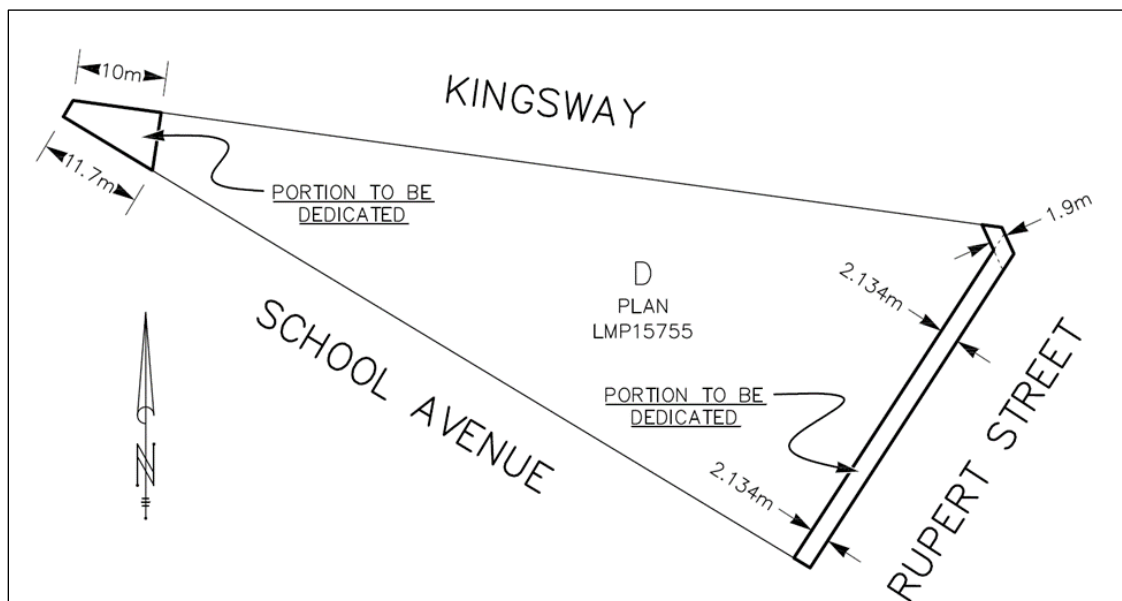 10m
KINGSWAY
11.7m
PORTION TO BE
DEDICATED
1.9m
2.134m
D
PLAN
LMP15755
SCHOOL AVENUE
PORTION TO BE
DEDICATED
2.134m
RUPERT STREET
N